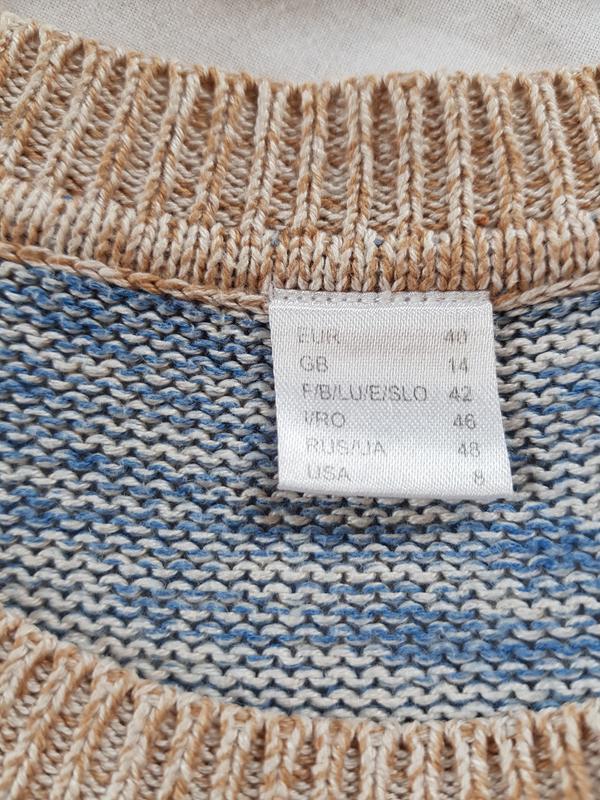 EUR 40
GB 14
F/B/LU/E/SLO 42
I/RO 46
RUS/UA 48
USA 8